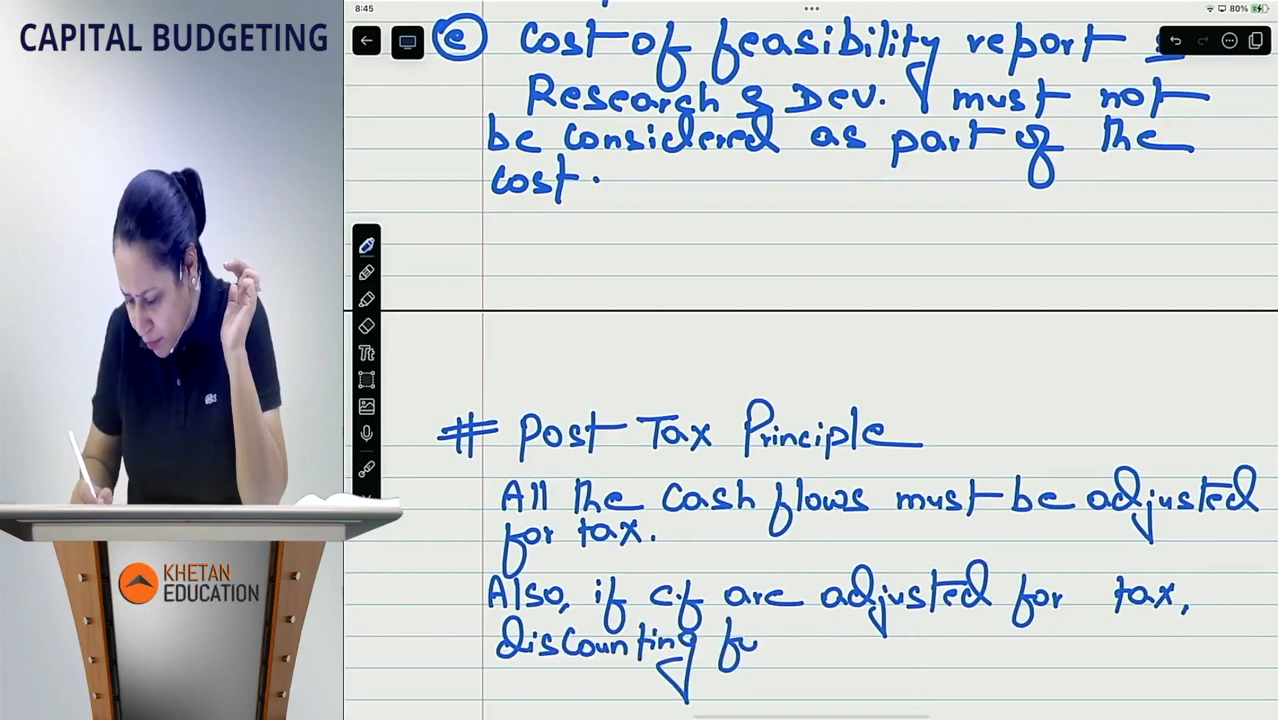 CAPITAL BUDGETING
8:45
80%
e cost of feasibility report &
Research & Dev. must not
be considered as part of the
cost.
# Post Tax Principle
All the cash flows must be adjusted
for tax.
Also, if c.f are adjusted for tax,
discounting
Tt
KHETAN
EDUCATION